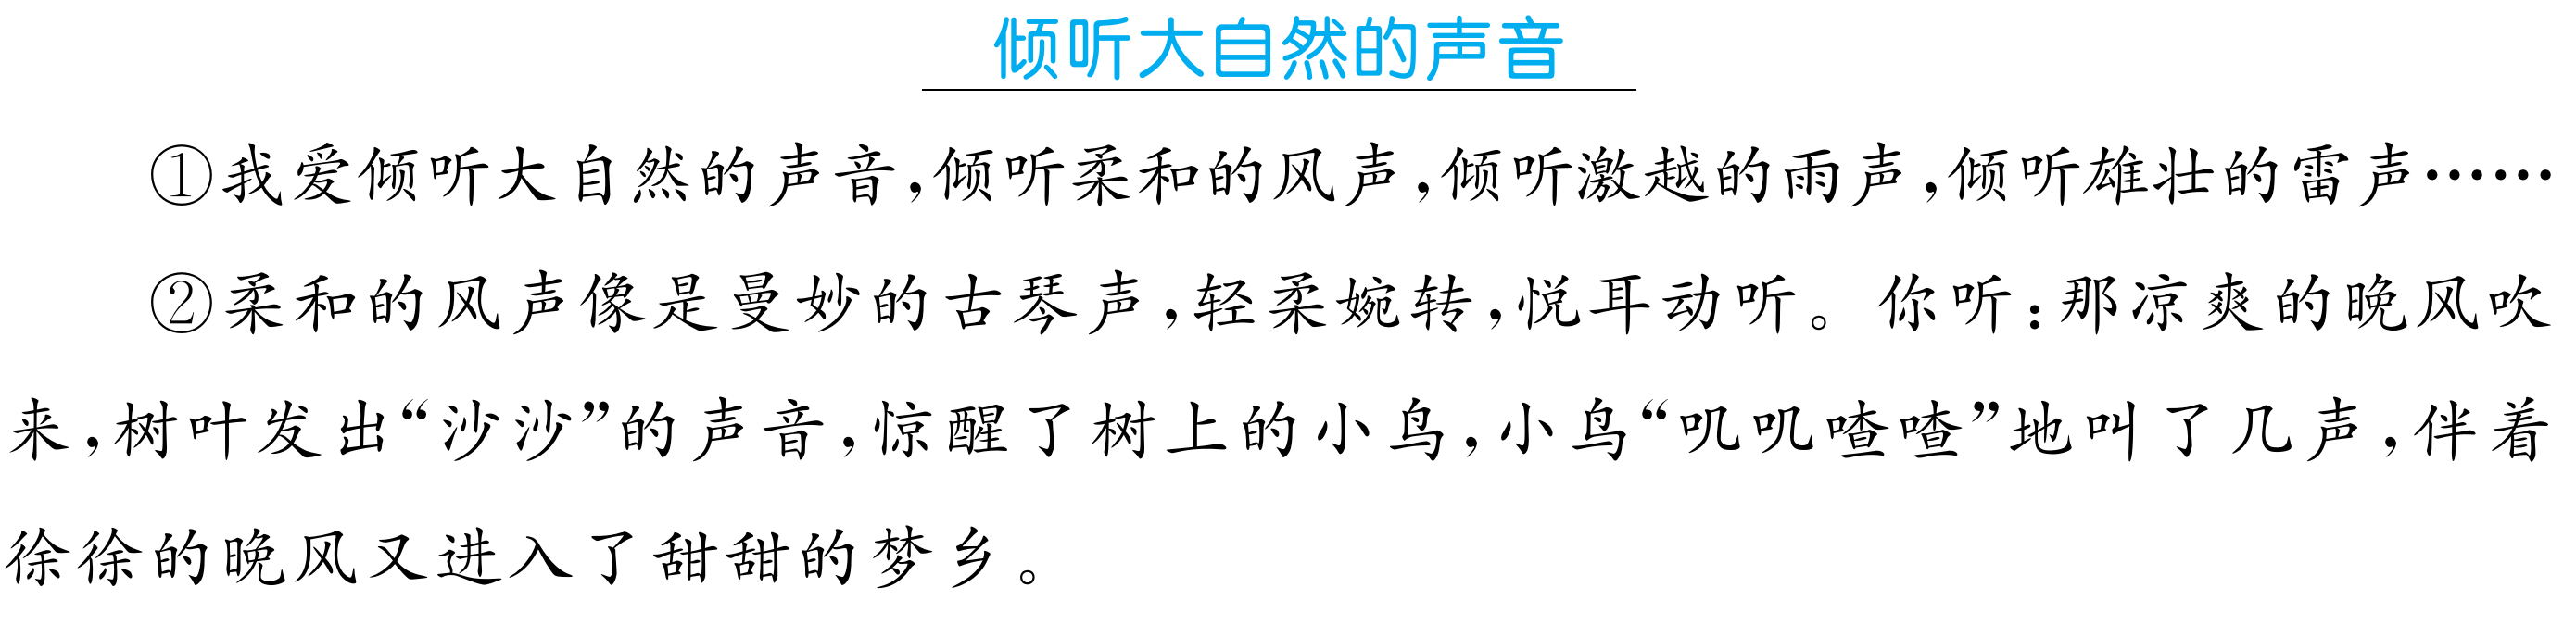 倾听大自然的声音
①我爱倾听大自然的声音,倾听柔和的风声,倾听激越的雨声,倾听雄壮的雷声……
②柔和的风声像是曼妙的古琴声,轻柔婉转,悦耳动听。你听:那凉爽的晚风吹
来,树叶发出“沙沙”的声音,惊醒了树上的小鸟,小鸟“叽叽喳喳”地叫了几声,伴着
徐徐的晚风又进入了甜甜的梦乡。